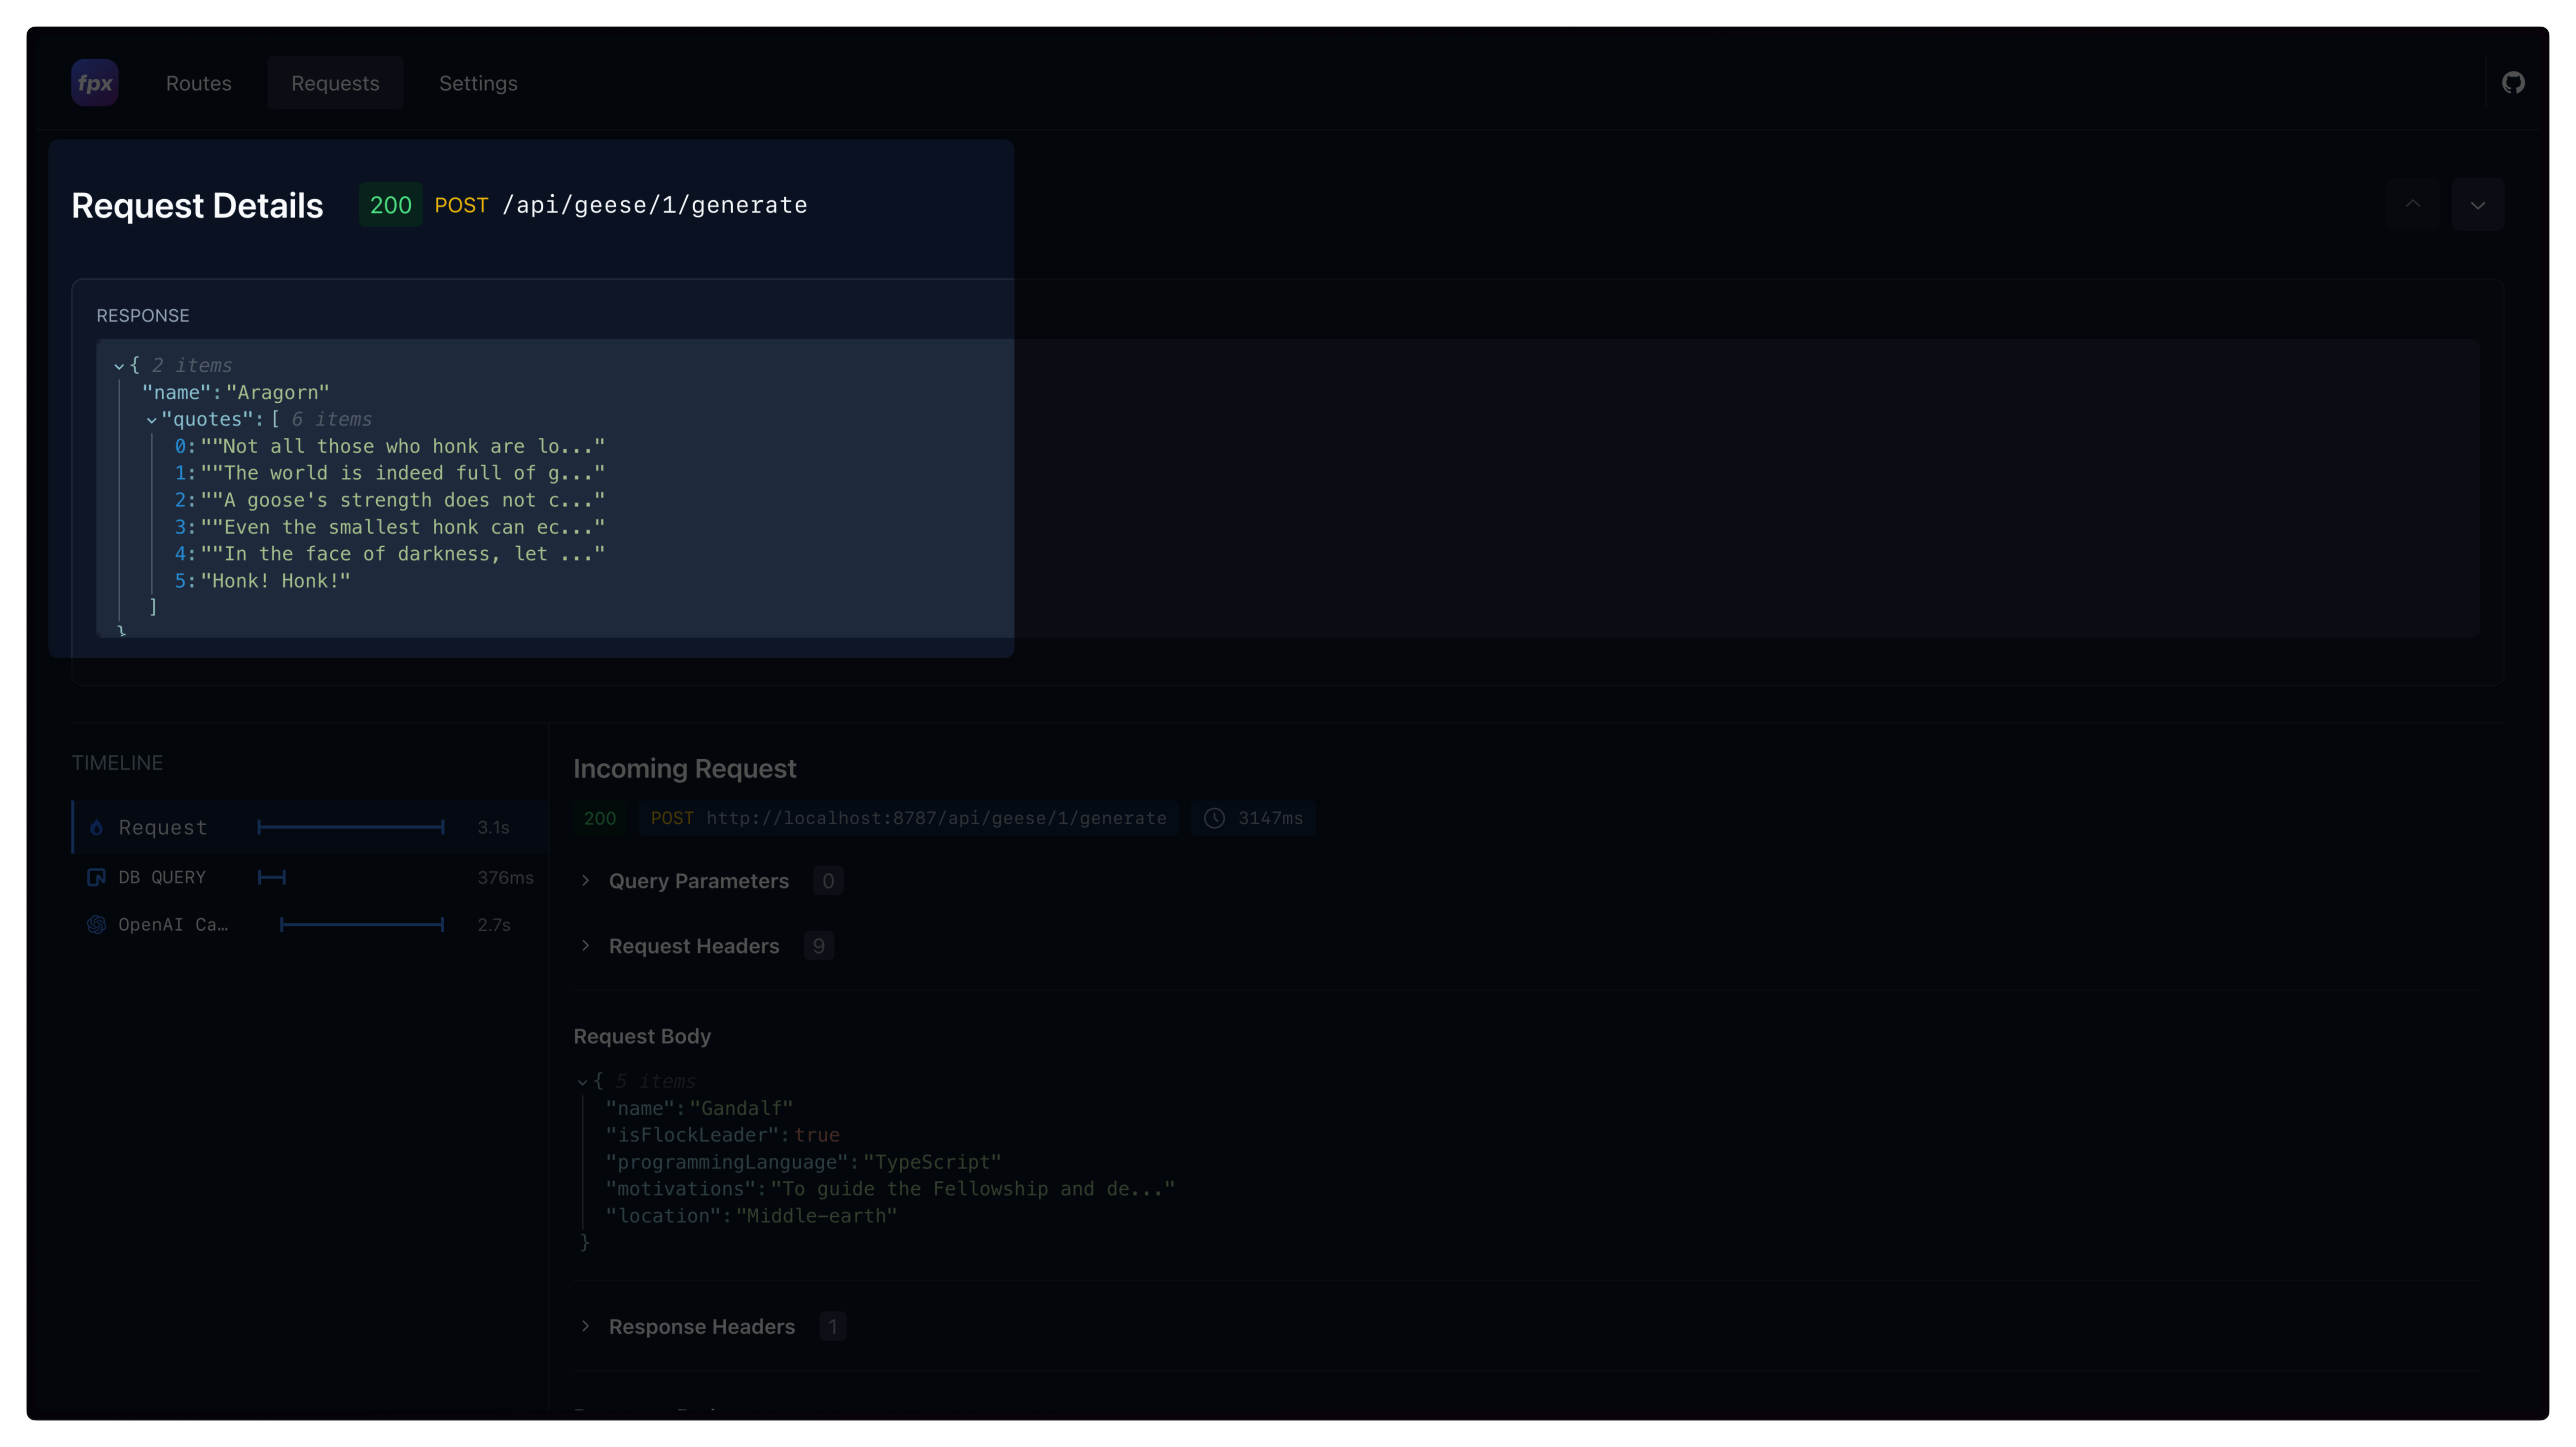 fpx Routes Requests Settings
Request Details 200 POST /api/geese/1/generate
RESPONSE
{ 2 items
"name":"Aragorn"
"quotes":[ 6 items
0:""Not all those who honk are lo..."
1:""The world is indeed full of g..."
2:""A goose's strength does not c..."
3:""Even the smallest honk can ec..."
4:""In the face of darkness, let ..."
5:"Honk! Honk!"
]
}
TIMELINE
Request 3.1s
DB QUERY 376ms
OpenAI Ca… 2.7s
Incoming Request
200 POST http://localhost:8787/api/geese/1/generate 3147ms
Query Parameters 0
Request Headers 9
Request Body
{ 5 items
"name":"Gandalf"
"isFlockLeader":true
"programmingLanguage":"TypeScript"
"motivations":"To guide the Fellowship and de..."
"location":"Middle-earth"
}
Response Headers 1